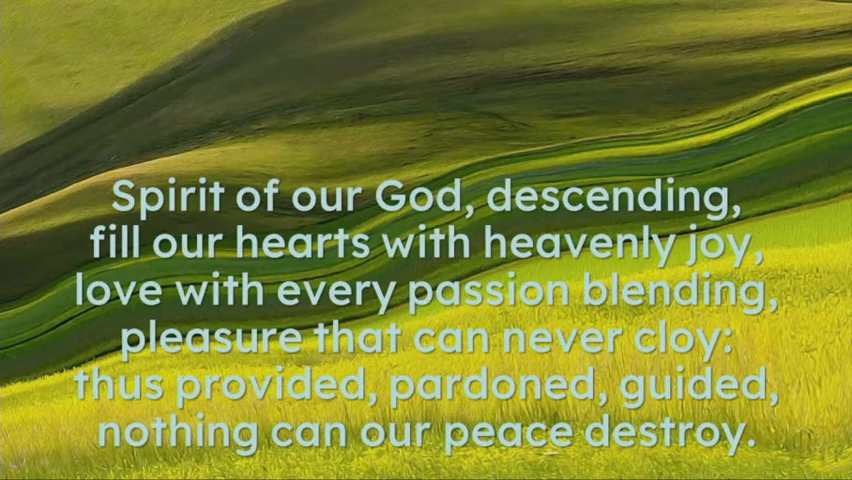 Spirit of our God, descending,
fill our hearts with heavenly joy,
love with every passion blending,
pleasure that can never cloy:
thus provided, pardoned, guided,
nothing can our peace destroy.